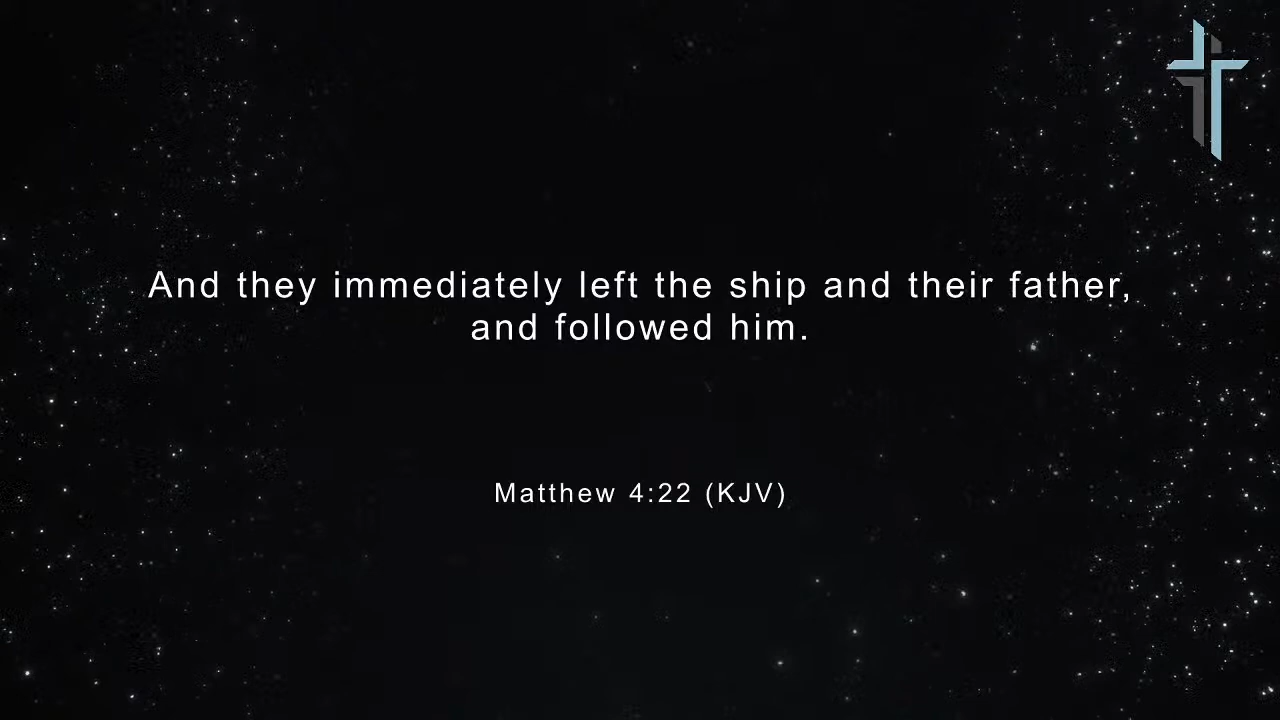 And they immediately left the ship and their father,
and followed him.
Matthew 4:22 (KJV)